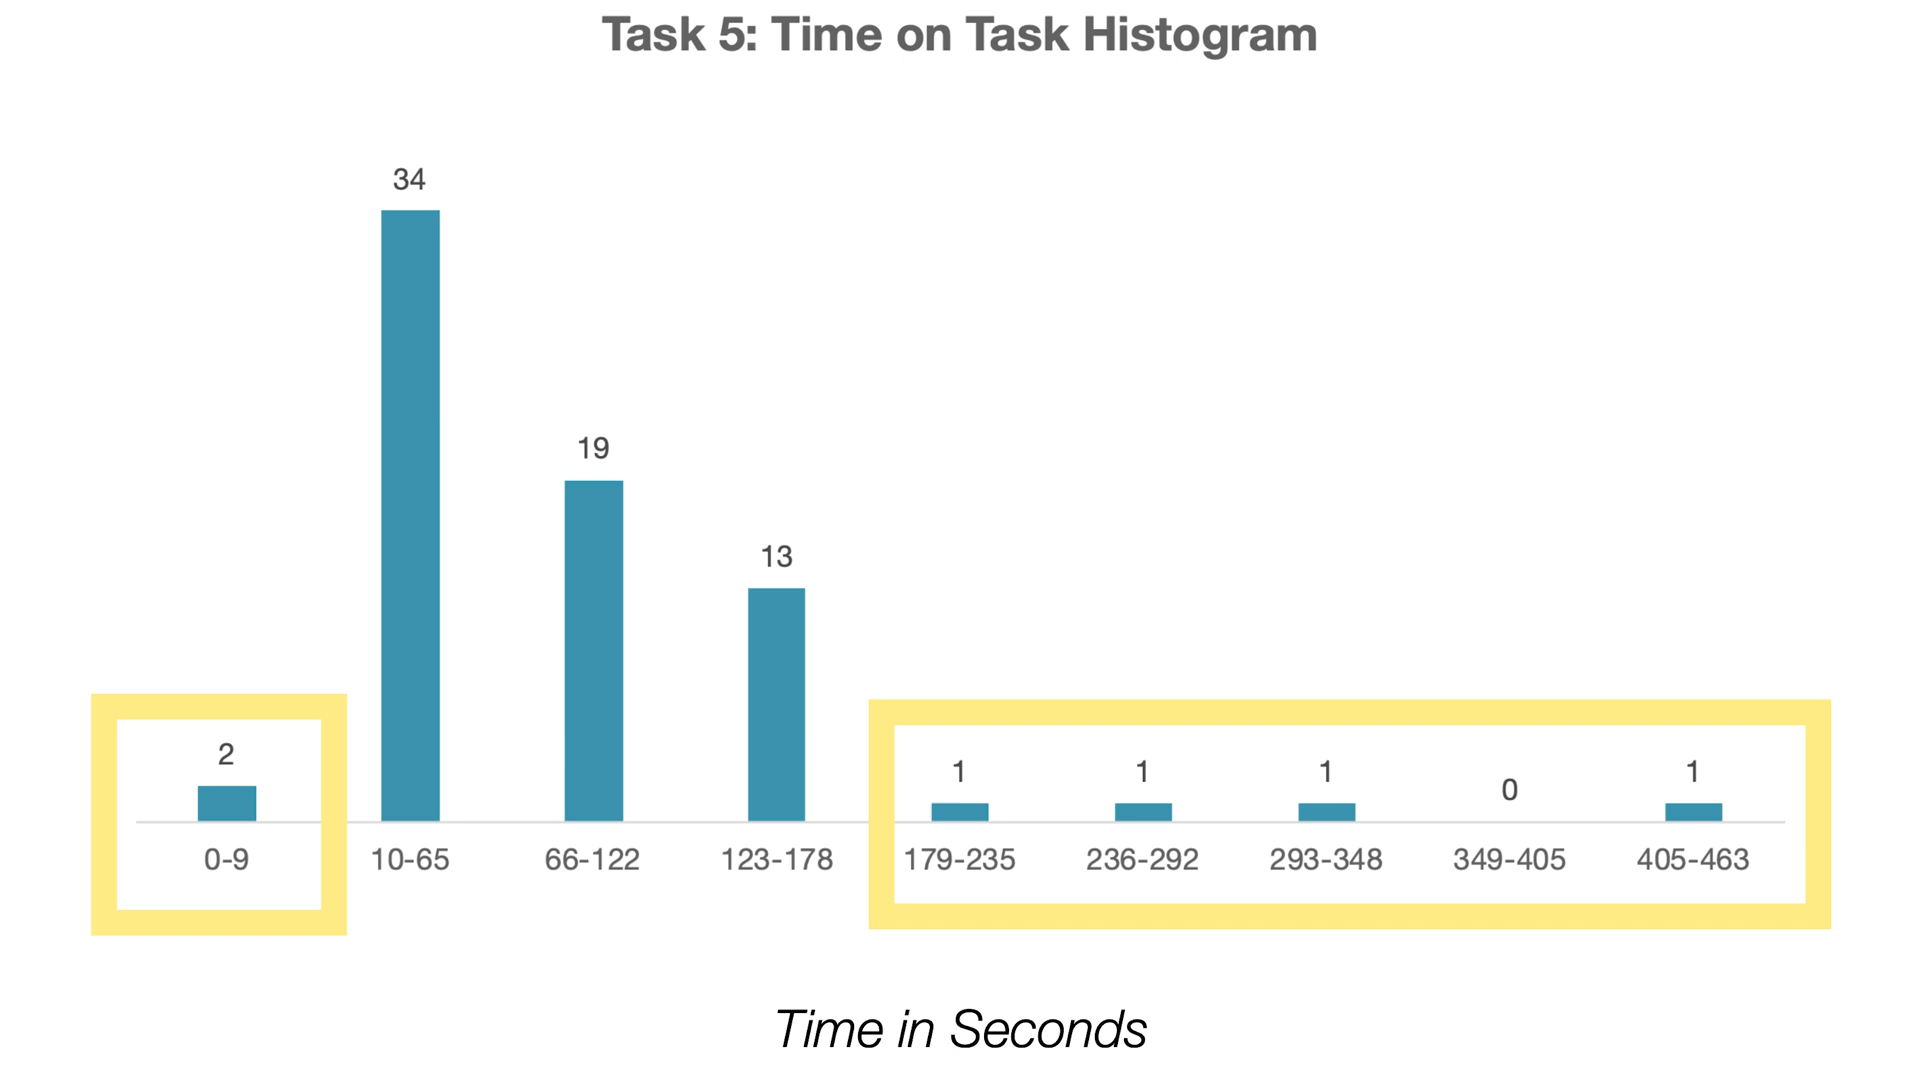 Task 5: Time on Task Histogram
34
19
13
2
1 1 1 0 1
0-9 10-65 66-122 123-178 179-235 236-292 293-348 349-405 405-463
Time in Seconds